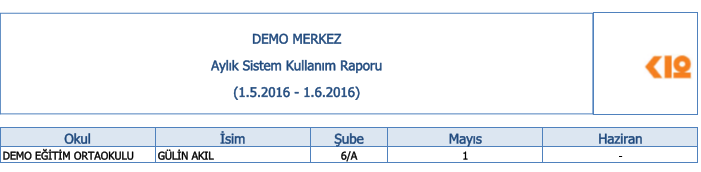 DEMO MERKEZ
Aylık Sistem Kullanım Raporu
(1.5.2016 - 1.6.2016)
K12
Okul İsim Şube Mayıs Haziran
DEMO EĞİTİM ORTAOKULU GÜLİN AKIL 6/A 1 -